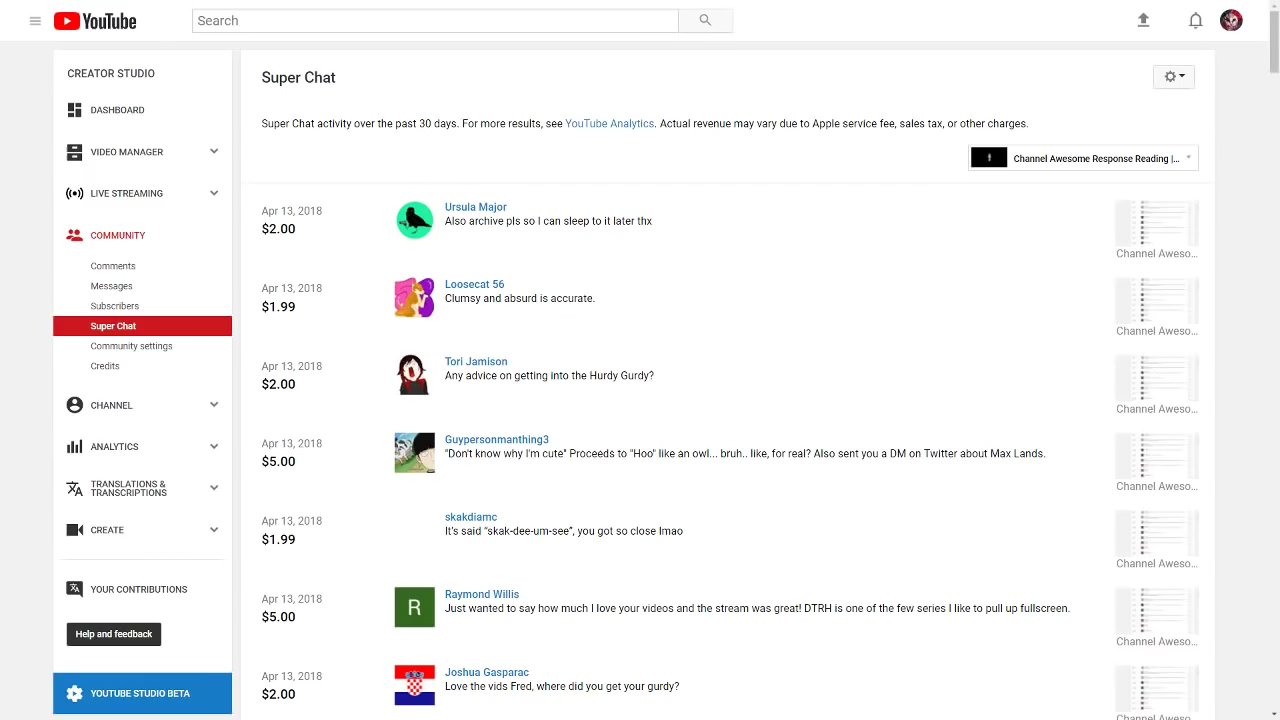 YouTube
Search
CREATOR STUDIO
DASHBOARD
VIDEO MANAGER
LIVE STREAMING
COMMUNITY
Comments
Messages
Subscribers
Super Chat
Community settings
Credits
CHANNEL
ANALYTICS
TRANSLATIONS &
TRANSCRIPTIONS
CREATE
YOUR CONTRIBUTIONS
Help and feedback
YOUTUBE STUDIO BETA
Super Chat
Super Chat activity over the past 30 days. For more results, see YouTube Analytics. Actual revenue may vary due to Apple service fee, sales tax, or other charges.
Channel Awesome Response Reading |...
Apr 13, 2018
$2.00
Ursula Major
Also archive pls so I can sleep to it later thx
Channel Aweso...
Apr 13, 2018
$1.99
Loosecat 56
Clumsy and absurd is accurate.
Channel Aweso...
Apr 13, 2018
$2.00
Tori Jamison
Any advice on getting into the Hurdy Gurdy?
Channel Aweso...
Apr 13, 2018
$5.00
Guypersonmanthing3
"Don't know why I'm cute" Proceeds to "Hoo" like an owl... bruh.. like, for real? Also sent you a DM on Twitter about Max Lands.
Channel Aweso...
Apr 13, 2018
$1.99
skakdiamc
It's said "skak-dee-um-see", you got so close lmao
Channel Aweso...
Apr 13, 2018
$5.00
R
Raymond Willis
Just wanted to say how much I love your videos and the stream was great! DTRH is one of the few series I like to pull up fullscreen.
Channel Aweso...
Apr 13, 2018
$2.00
Joshua Gasparac
Love the vids Fred, where did you get your gurdy?
Channel Aweso...